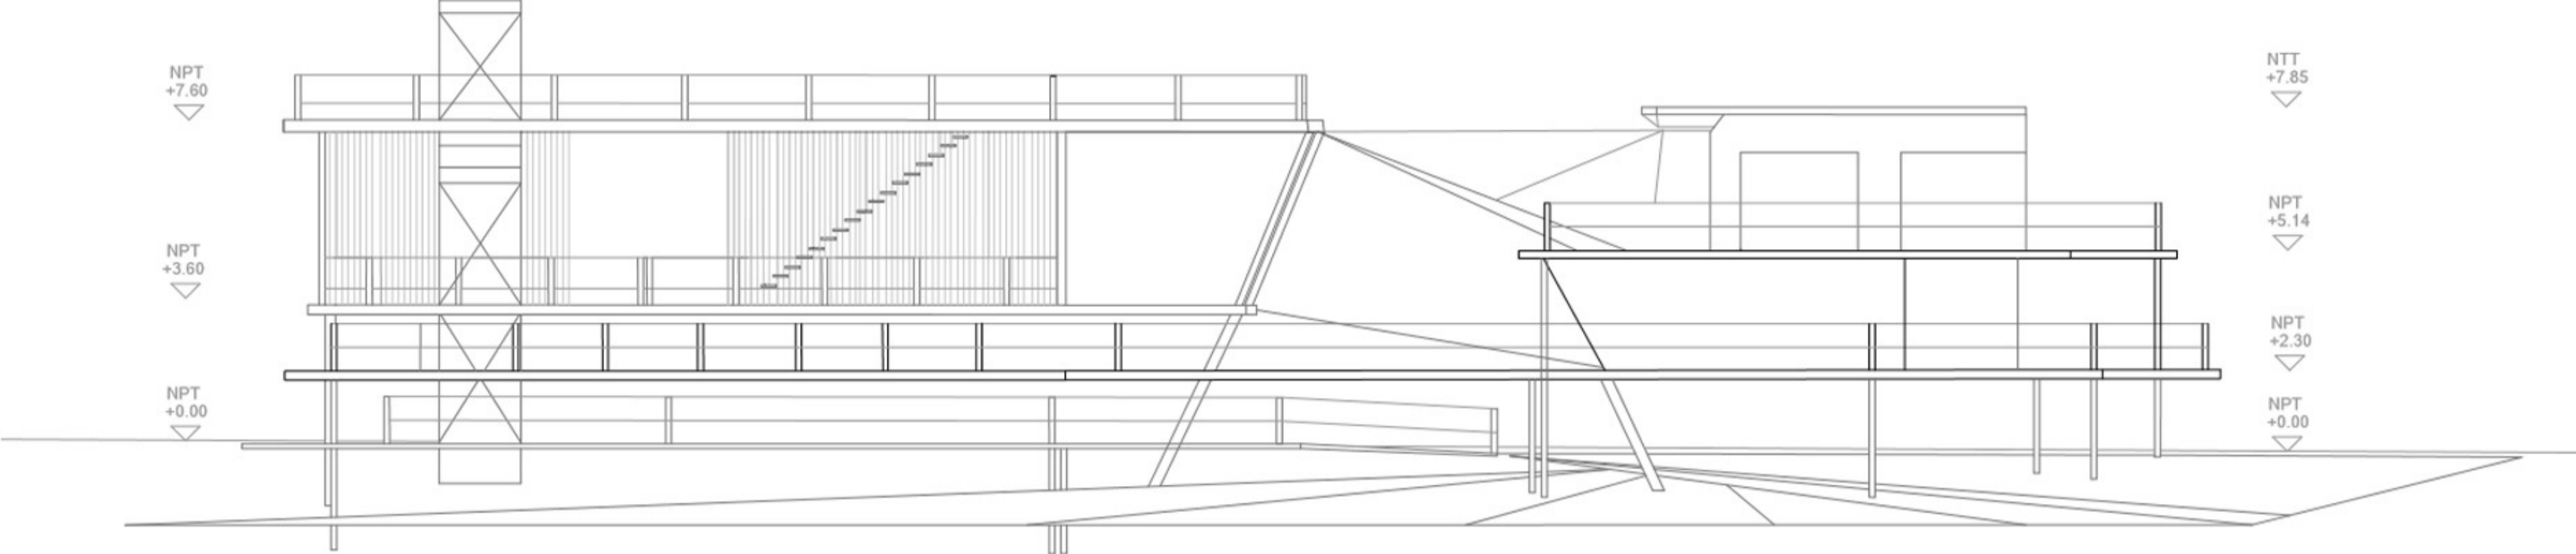 NPT
+7.60
NPT
+3.60
NPT
+0.00
NTT
+7.85
NPT
+5.14
NPT
+2.30
NPT
+0.00